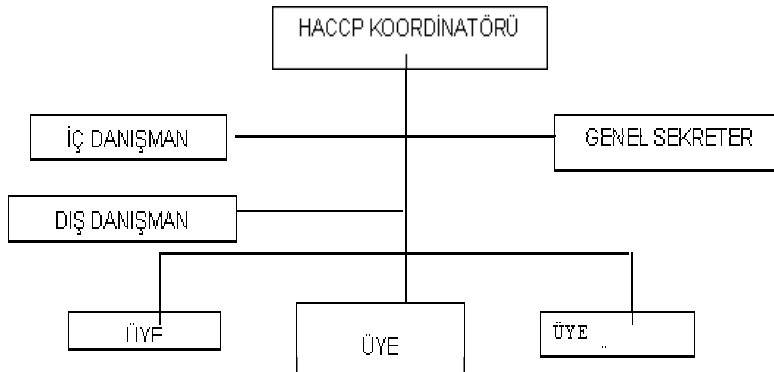 HACCP KOORDİNATÖRÜ
İÇ DANIŞMAN
GENEL SEKRETER
DIŞ DANIŞMAN
ÜYE
ÜYE
ÜYE